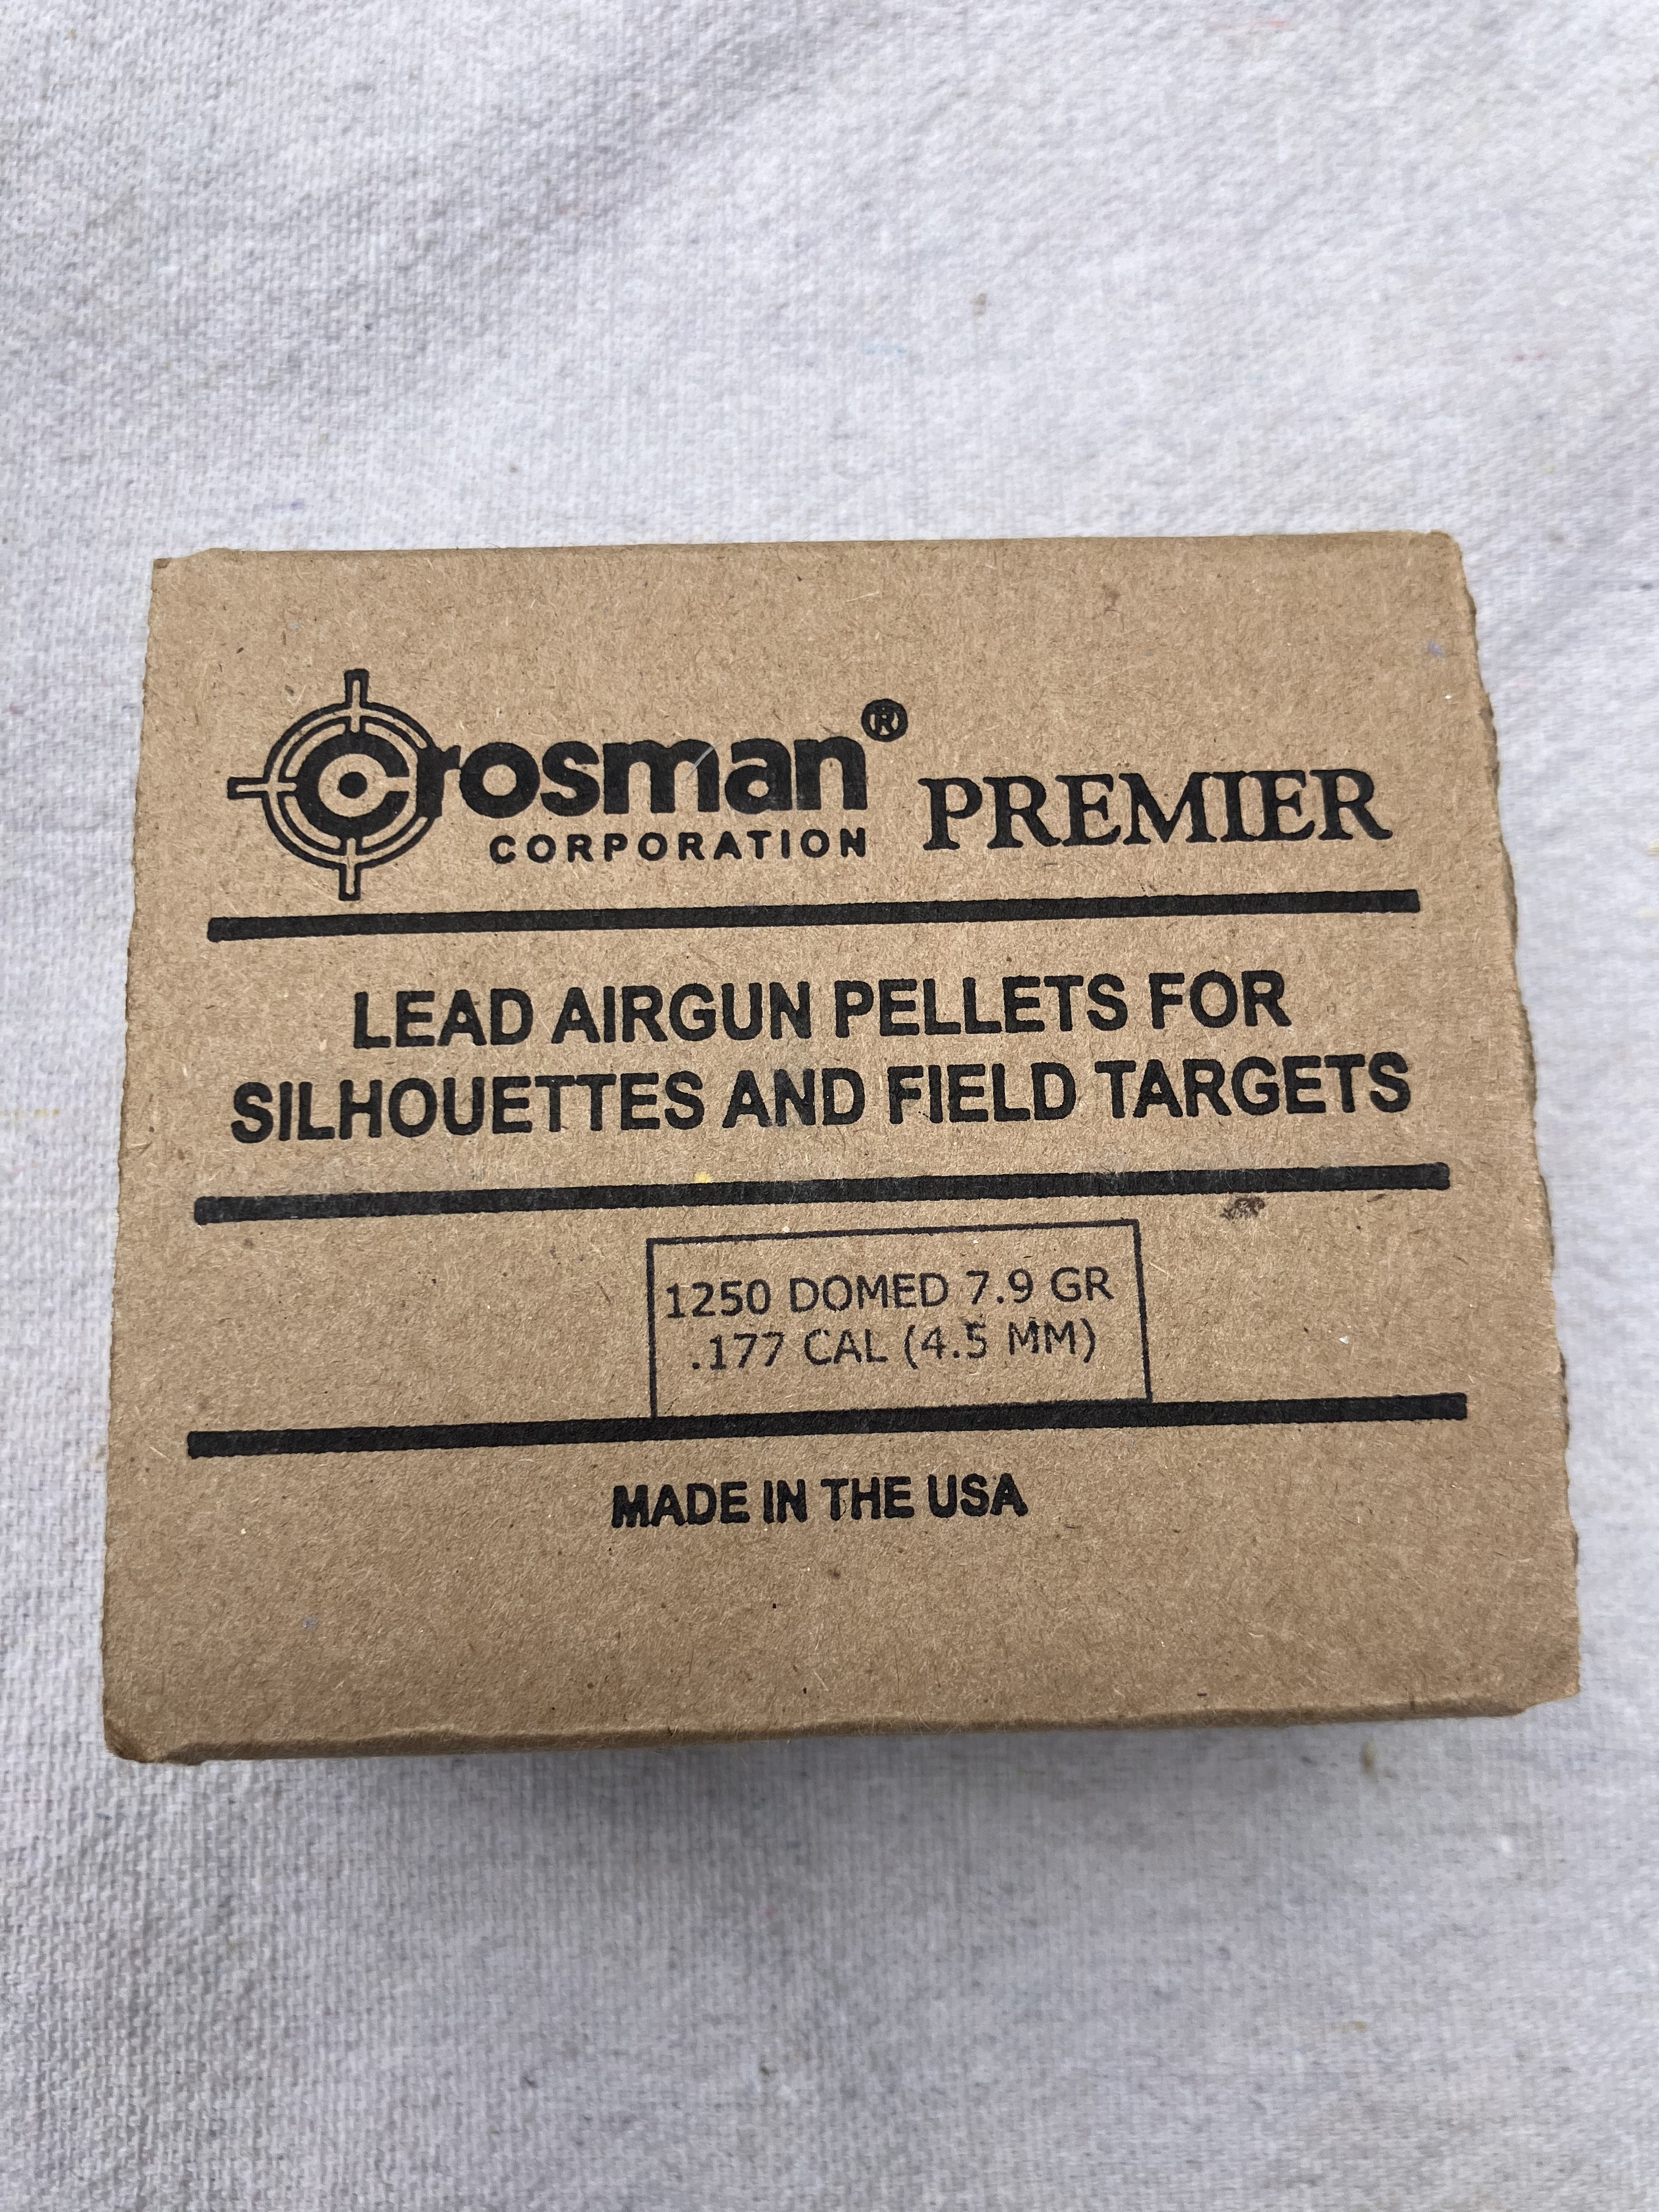 Crosman® PREMIER
CORPORATION
LEAD AIRGUN PELLETS FOR
SILHOUETTES AND FIELD TARGETS
1250 DOMED 7.9 GR
.177 CAL (4.5 MM)
MADE IN THE USA